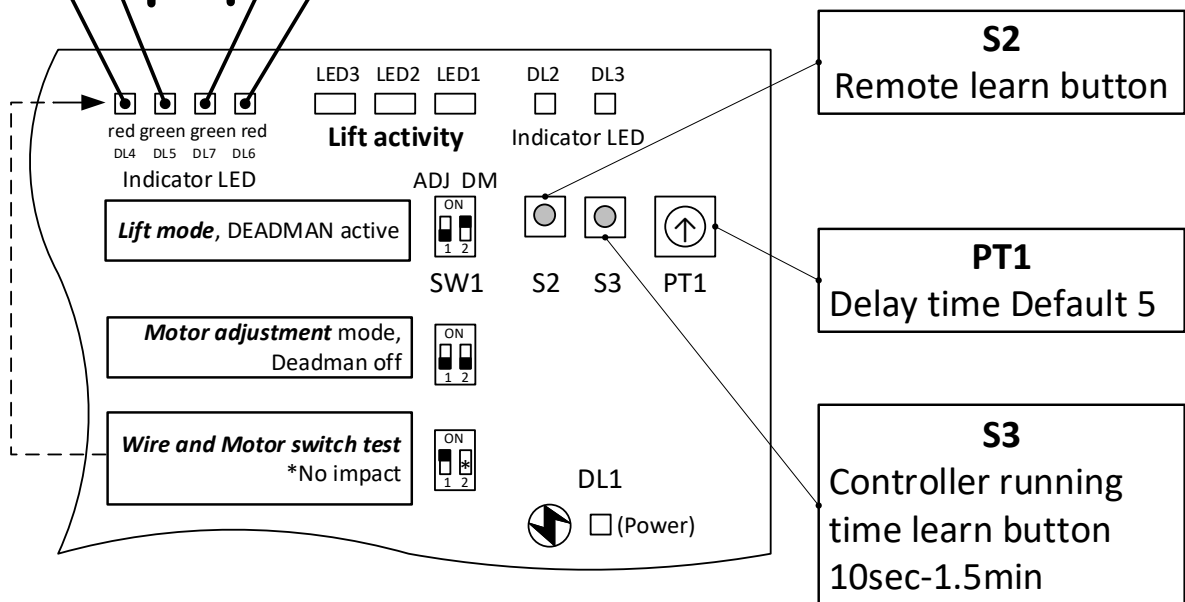 S2
Remote learn button
LED3 LED2 LED1 DL2 DL3
red green green red
Lift activity
Indicator LED
DL4 DL5 DL7 DL6
Indicator LED
ADJ DM
ON
Lift mode, DEADMAN active
1 2
SW1 S2 S3 PT1
PT1
Delay time Default 5
Motor adjustment mode,
Deadman off
ON
1 2
Wire and Motor switch test
*No impact
ON
*
1 2
DL1
(Power)
S3
Controller running
time learn button
10sec-1.5min